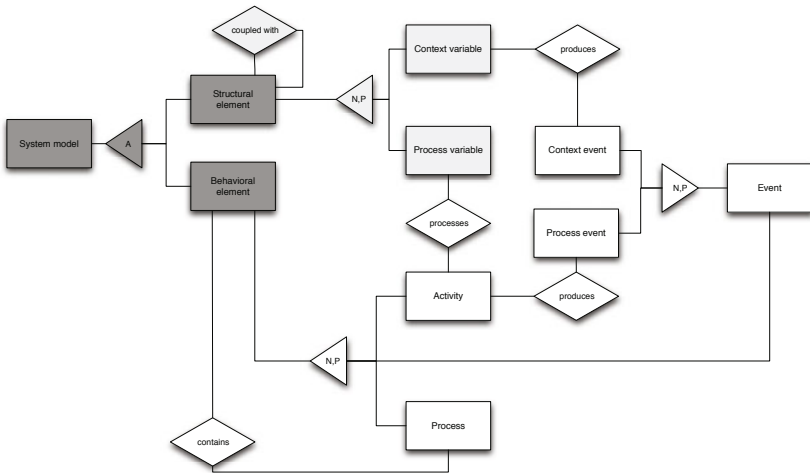 coupled with
Context variable
produces
Structural
element
N,P
System model
A
Process variable
Context event
Behavioral
element
N,P
Event
processes
Process event
Activity
produces
N,P
Process
contains